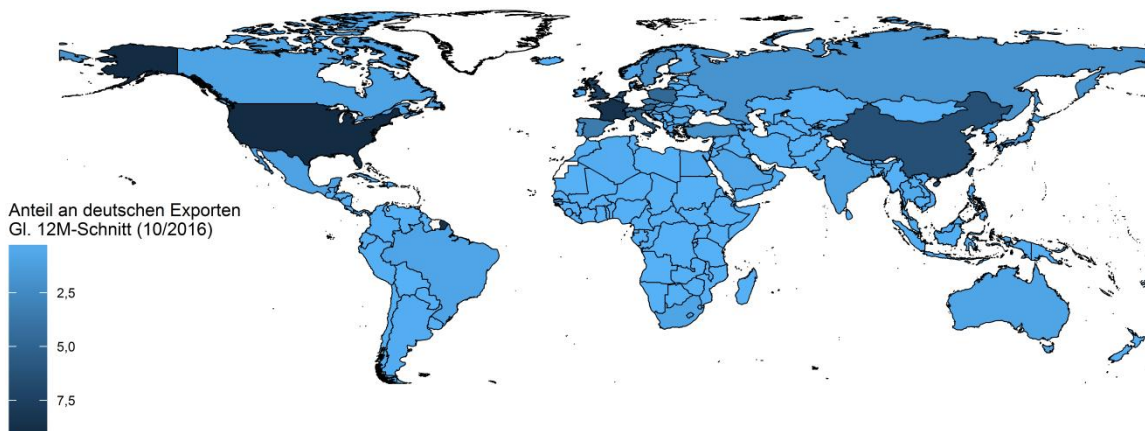 Anteil an deutschen Exporten
Gl. 12M-Schnitt (10/2016)
2,5
5,0
7,5